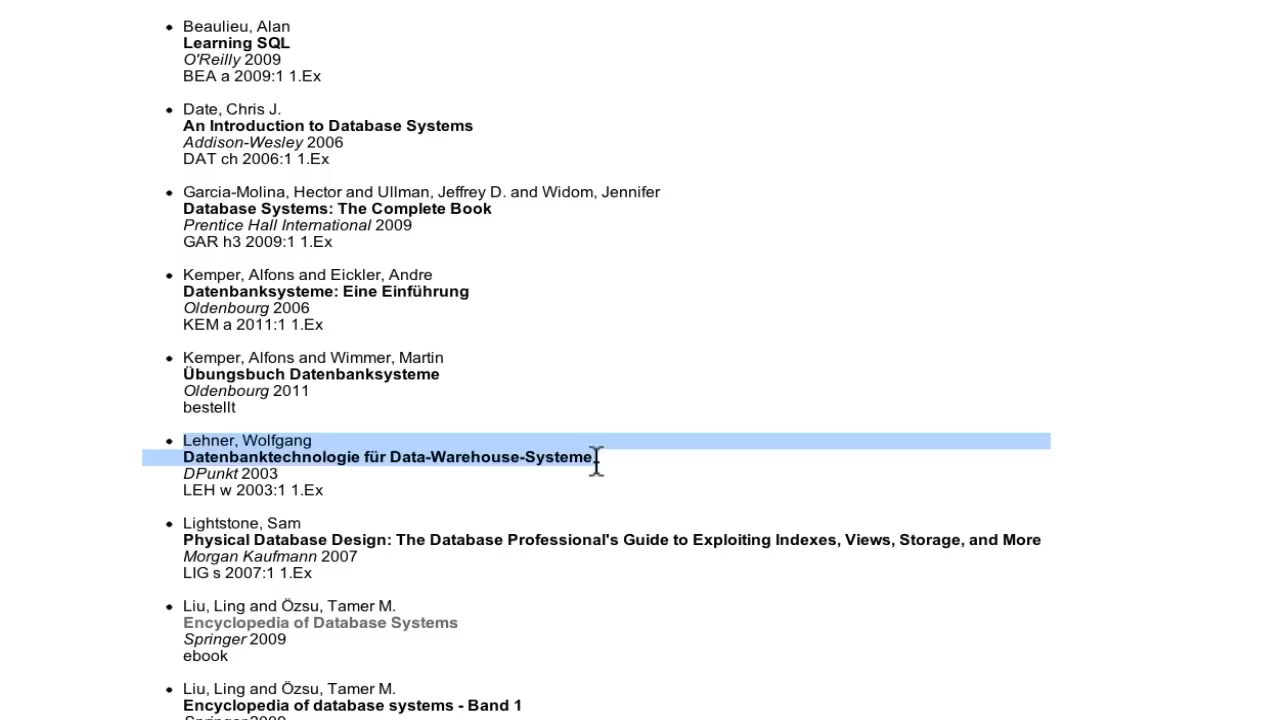 Beaulieu, Alan
Learning SQL
O'Reilly 2009
BEA a 2009:1 1.Ex
Date, Chris J.
An Introduction to Database Systems
Addison-Wesley 2006
DAT ch 2006:1 1.Ex
Garcia-Molina, Hector and Ullman, Jeffrey D. and Widom, Jennifer
Database Systems: The Complete Book
Prentice Hall International 2009
GAR h3 2009:1 1.Ex
Kemper, Alfons and Eickler, Andre
Datenbanksysteme: Eine Einführung
Oldenbourg 2006
KEM a 2011:1 1.Ex
Kemper, Alfons and Wimmer, Martin
Übungsbuch Datenbanksysteme
Oldenbourg 2011
bestellt
Lehner, Wolfgang
Datenbanktechnologie für Data-Warehouse-Systeme.
DPunkt 2003
LEH w 2003:1 1.Ex
Lightstone, Sam
Physical Database Design: The Database Professional's Guide to Exploiting Indexes, Views, Storage, and More
Morgan Kaufmann 2007
LIG s 2007:1 1.Ex
Liu, Ling and Özsu, Tamer M.
Encyclopedia of Database Systems
Springer 2009
ebook
Liu, Ling and Özsu, Tamer M.
Encyclopedia of database systems - Band 1
Springer 2009